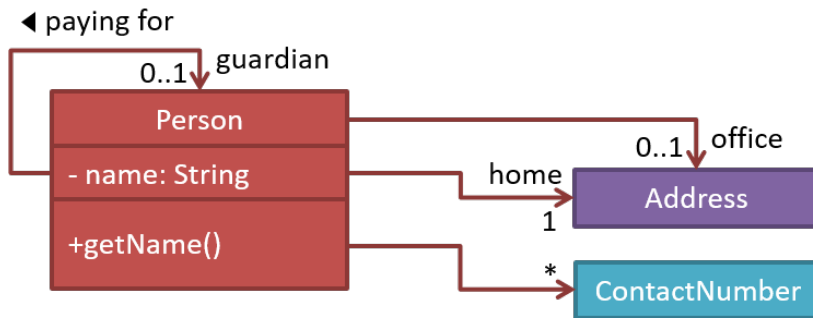 ◀ paying for
0..1 guardian
Person
- name: String
+getName()
0..1 office
home
1
Address
*
ContactNumber